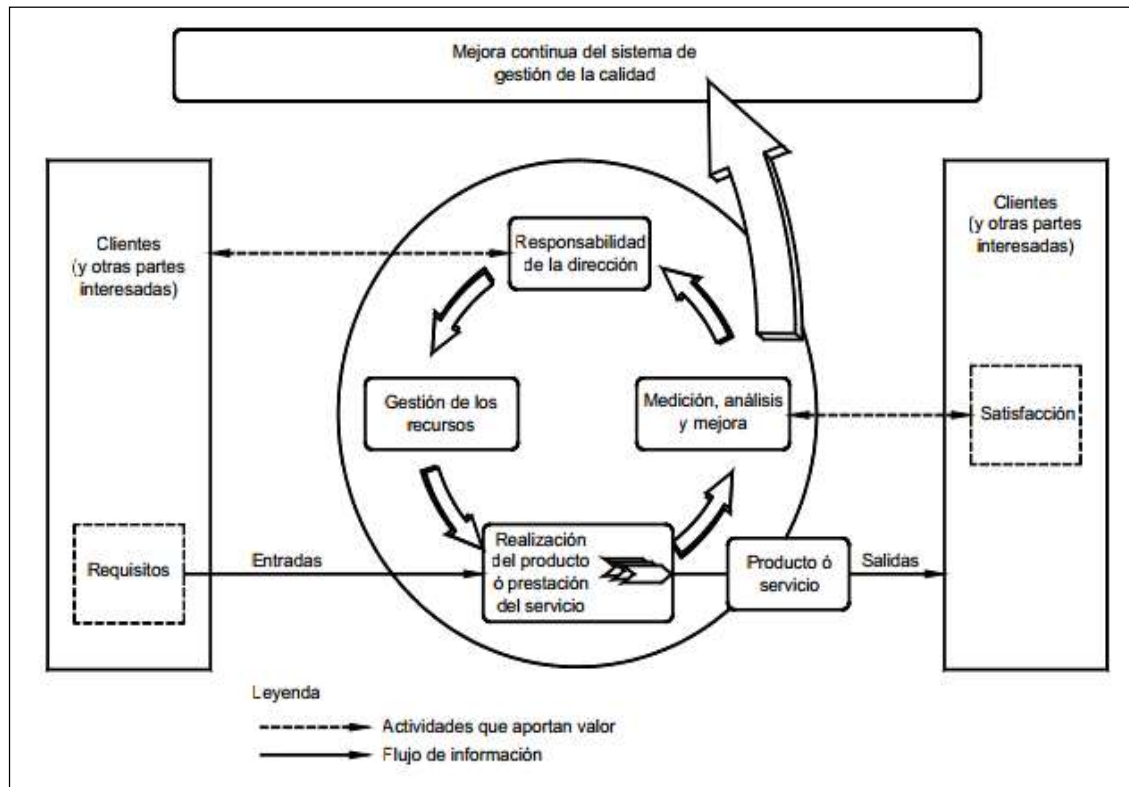 Mejora continua del sistema de
gestión de la calidad
Clientes
(y otras partes
interesadas)
Responsabilidad
de la dirección
Clientes
(y otras partes
interesadas)
Gestión de los
recursos
Medición, análisis
y mejora
Satisfacción
Requisitos
Entradas
Realización
del producto
ó prestación
del servicio
Producto ó
servicio
Salidas
Leyenda
Actividades que aportan valor
Flujo de información